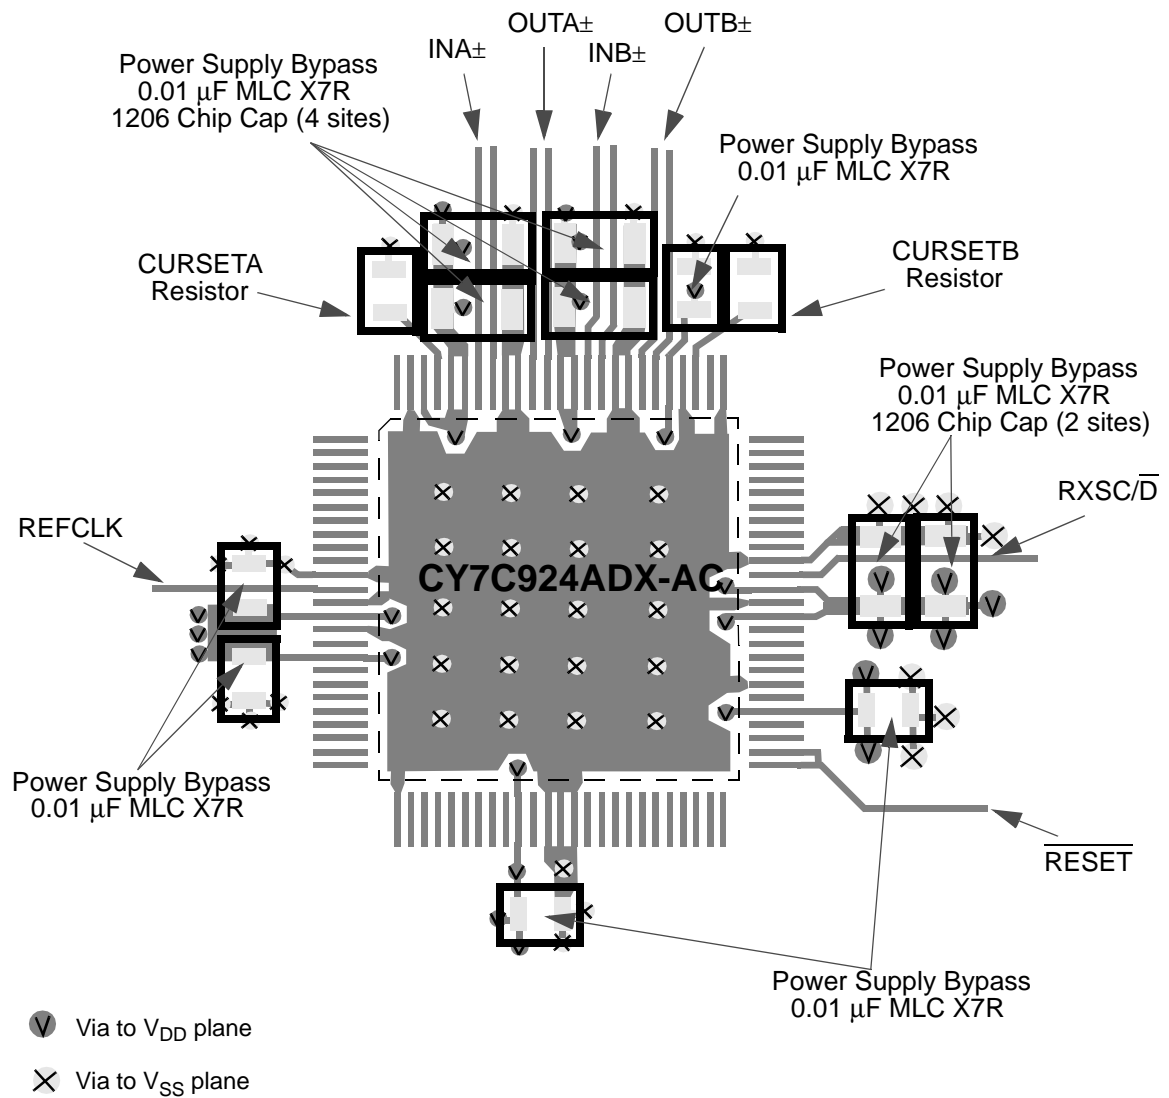 OUTA±
OUTB±
INA±
INB±
Power Supply Bypass
0.01 µF MLC X7R
1206 Chip Cap (4 sites)
Power Supply Bypass
0.01 µF MLC X7R
CURSETA
Resistor
CURSETB
Resistor
Power Supply Bypass
0.01 µF MLC X7R
1206 Chip Cap (2 sites)
RXSC/D̅
REFCLK
CY7C924ADX-AC
Power Supply Bypass
0.01 µF MLC X7R
R̅E̅S̅E̅T̅
Power Supply Bypass
0.01 µF MLC X7R
V Via to VDD plane
Via to VSS plane